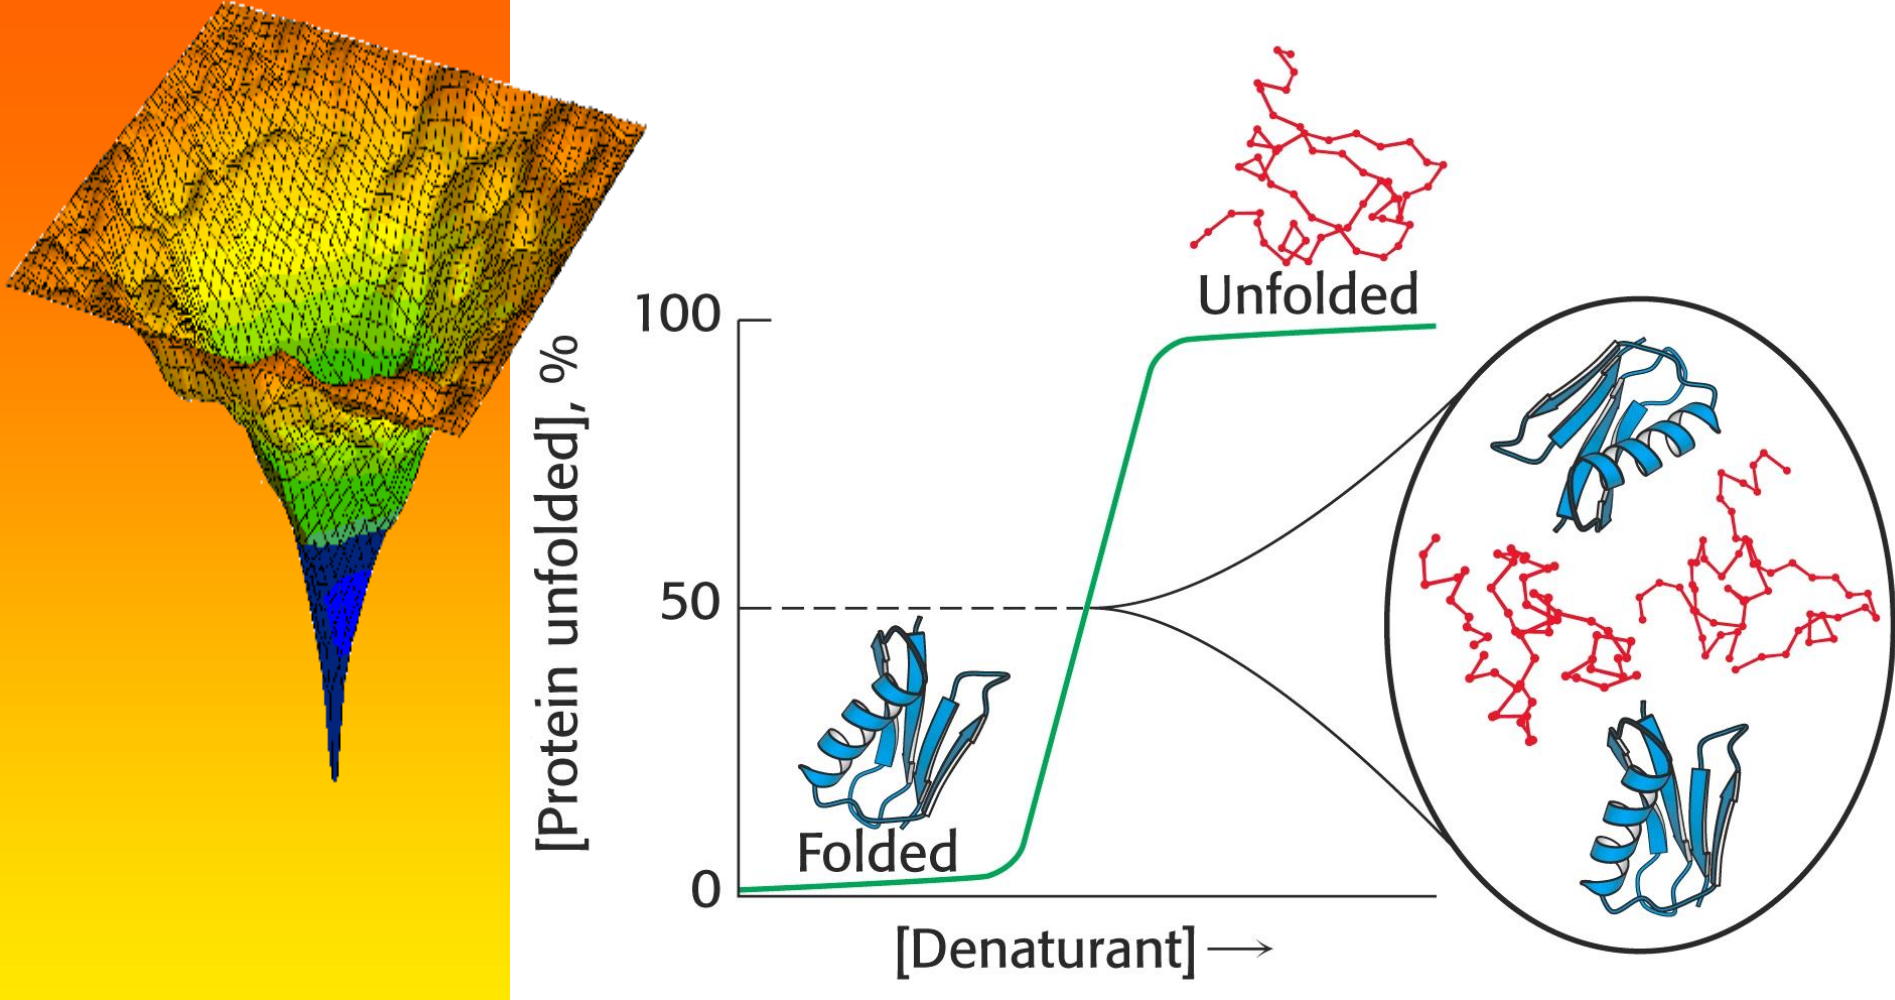 [Protein unfolded], %
100
50
0
Unfolded
Folded
[Denaturant] →